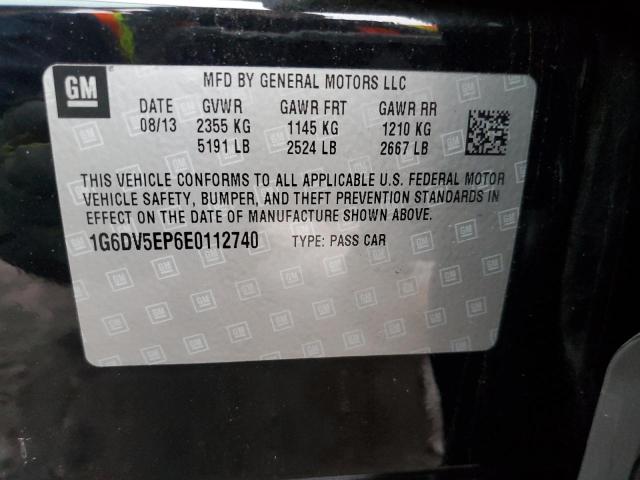 GM MFD BY GENERAL MOTORS LLC
DATE GVWR GAWR FRT GAWR RR
08/13 2355 KG 1145 KG 1210 KG
5191 LB 2524 LB 2667 LB
THIS VEHICLE CONFORMS TO ALL APPLICABLE U.S. FEDERAL MOTOR
VEHICLE SAFETY, BUMPER, AND THEFT PREVENTION STANDARDS IN
EFFECT ON THE DATE OF MANUFACTURE SHOWN ABOVE.
1G6DV5EP6E0112740 TYPE: PASS CAR